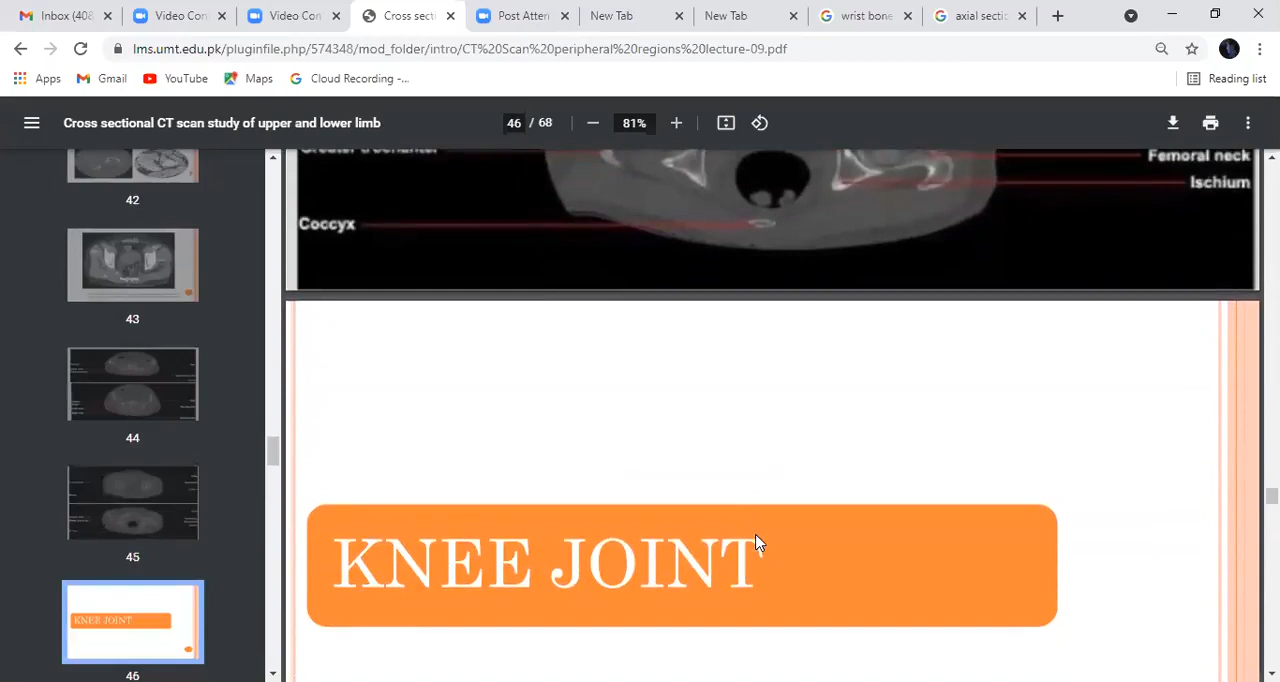 Inbox (408
Video Con
Video Con
Cross secti
Post Atten
New Tab
New Tab
wrist bone
axial sectio
lms.umt.edu.pk/pluginfile.php/574348/mod_folder/intro/CT%20Scan%20peripheral%20regions%20lecture-09.pdf
Apps
Gmail
YouTube
Maps
Cloud Recording -...
Reading list
Cross sectional CT scan study of upper and lower limb
46 / 68
81%
Greater trochanter
Femoral neck
Ischium
Coccyx
42
43
44
45
KNEE JOINT
KNEE JOINT
46